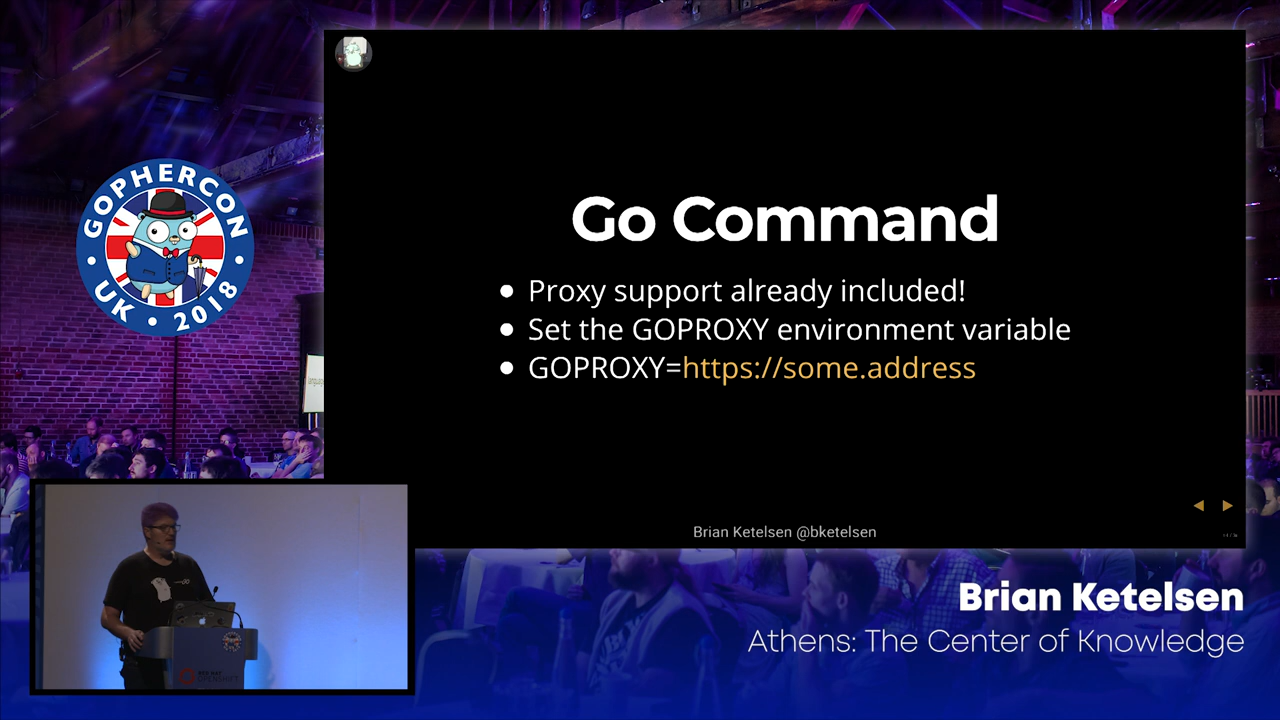 GOPHERCON
UK • 2018
Go Command
• Proxy support already included!
• Set the GOPROXY environment variable
• GOPROXY=https://some.address
Brian Ketelsen @bketelsen
Brian Ketelsen
Athens: The Center of Knowledge